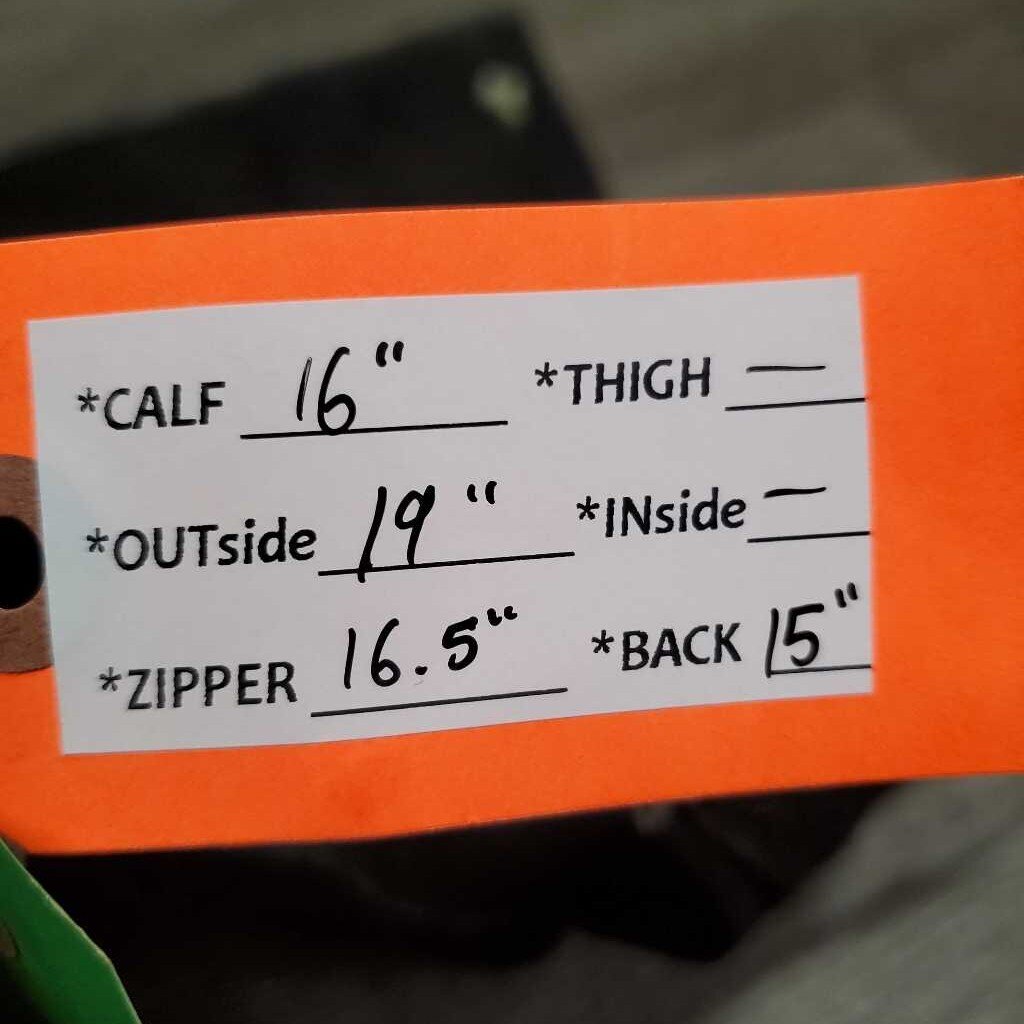 *CALF 16" *THIGH —
*OUTside 19" *INside —
*ZIPPER 16.5" *BACK 15"